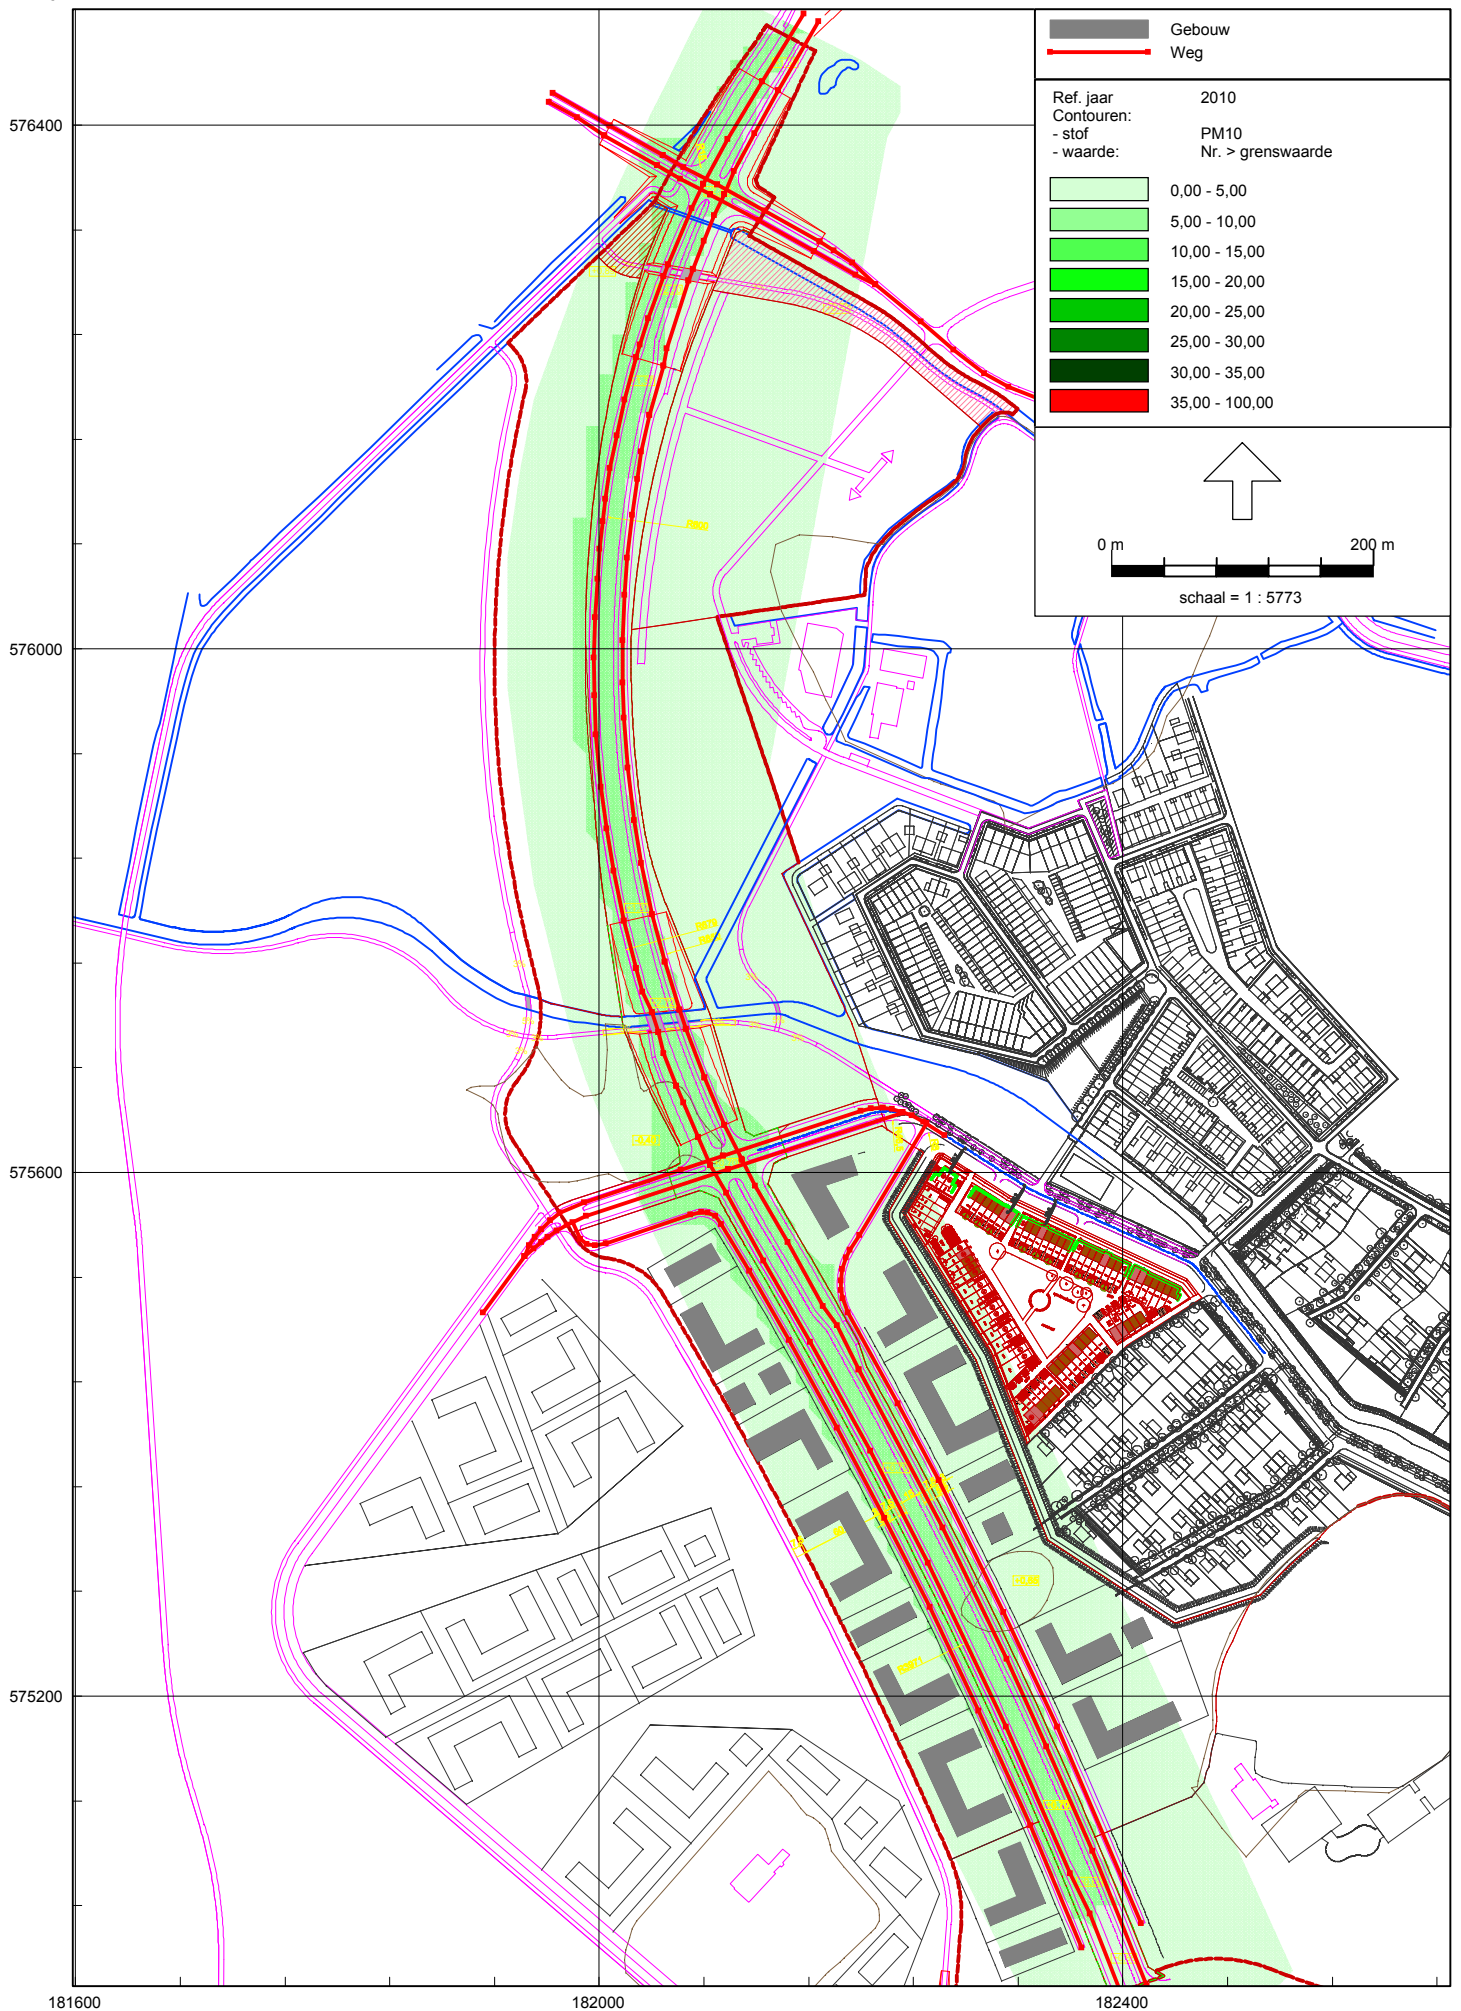 Gebouw
Weg
Ref. jaar 2010
Contouren:
- stof PM10
- waarde: Nr. > grenswaarde
0,00 - 5,00
5,00 - 10,00
10,00 - 15,00
15,00 - 20,00
20,00 - 25,00
25,00 - 30,00
30,00 - 35,00
35,00 - 100,00
0 m 200 m
schaal = 1 : 5773
576400
576000
575600
575200
181600 182000 182400